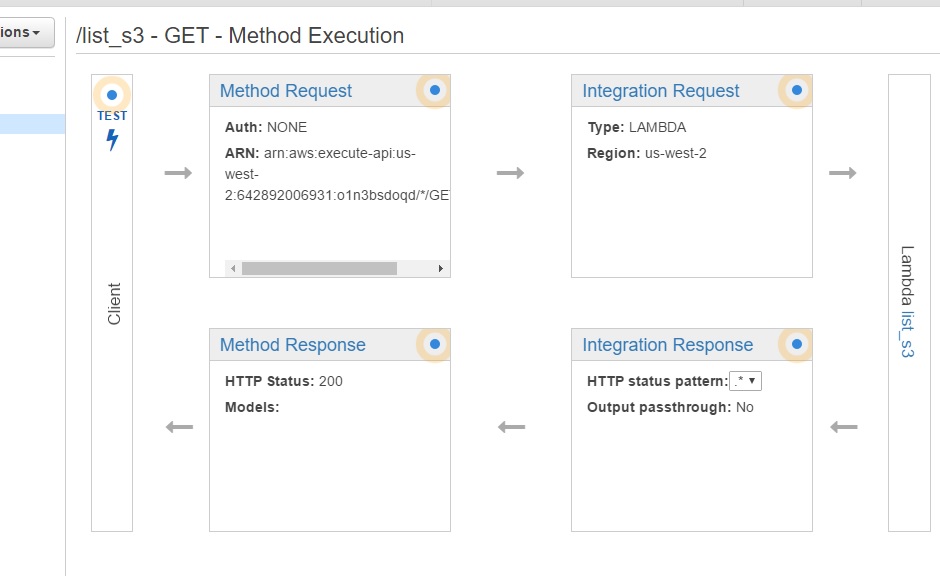 ions
/list_s3 - GET - Method Execution
TEST
Client
Method Request
Auth: NONE
ARN: arn:aws:execute-api:us-
west-
2:642892006931:o1n3bsdoqd/*/GE
Integration Request
Type: LAMBDA
Region: us-west-2
Lambda list_s3
Method Response
HTTP Status: 200
Models:
Integration Response
HTTP status pattern: .*
Output passthrough: No